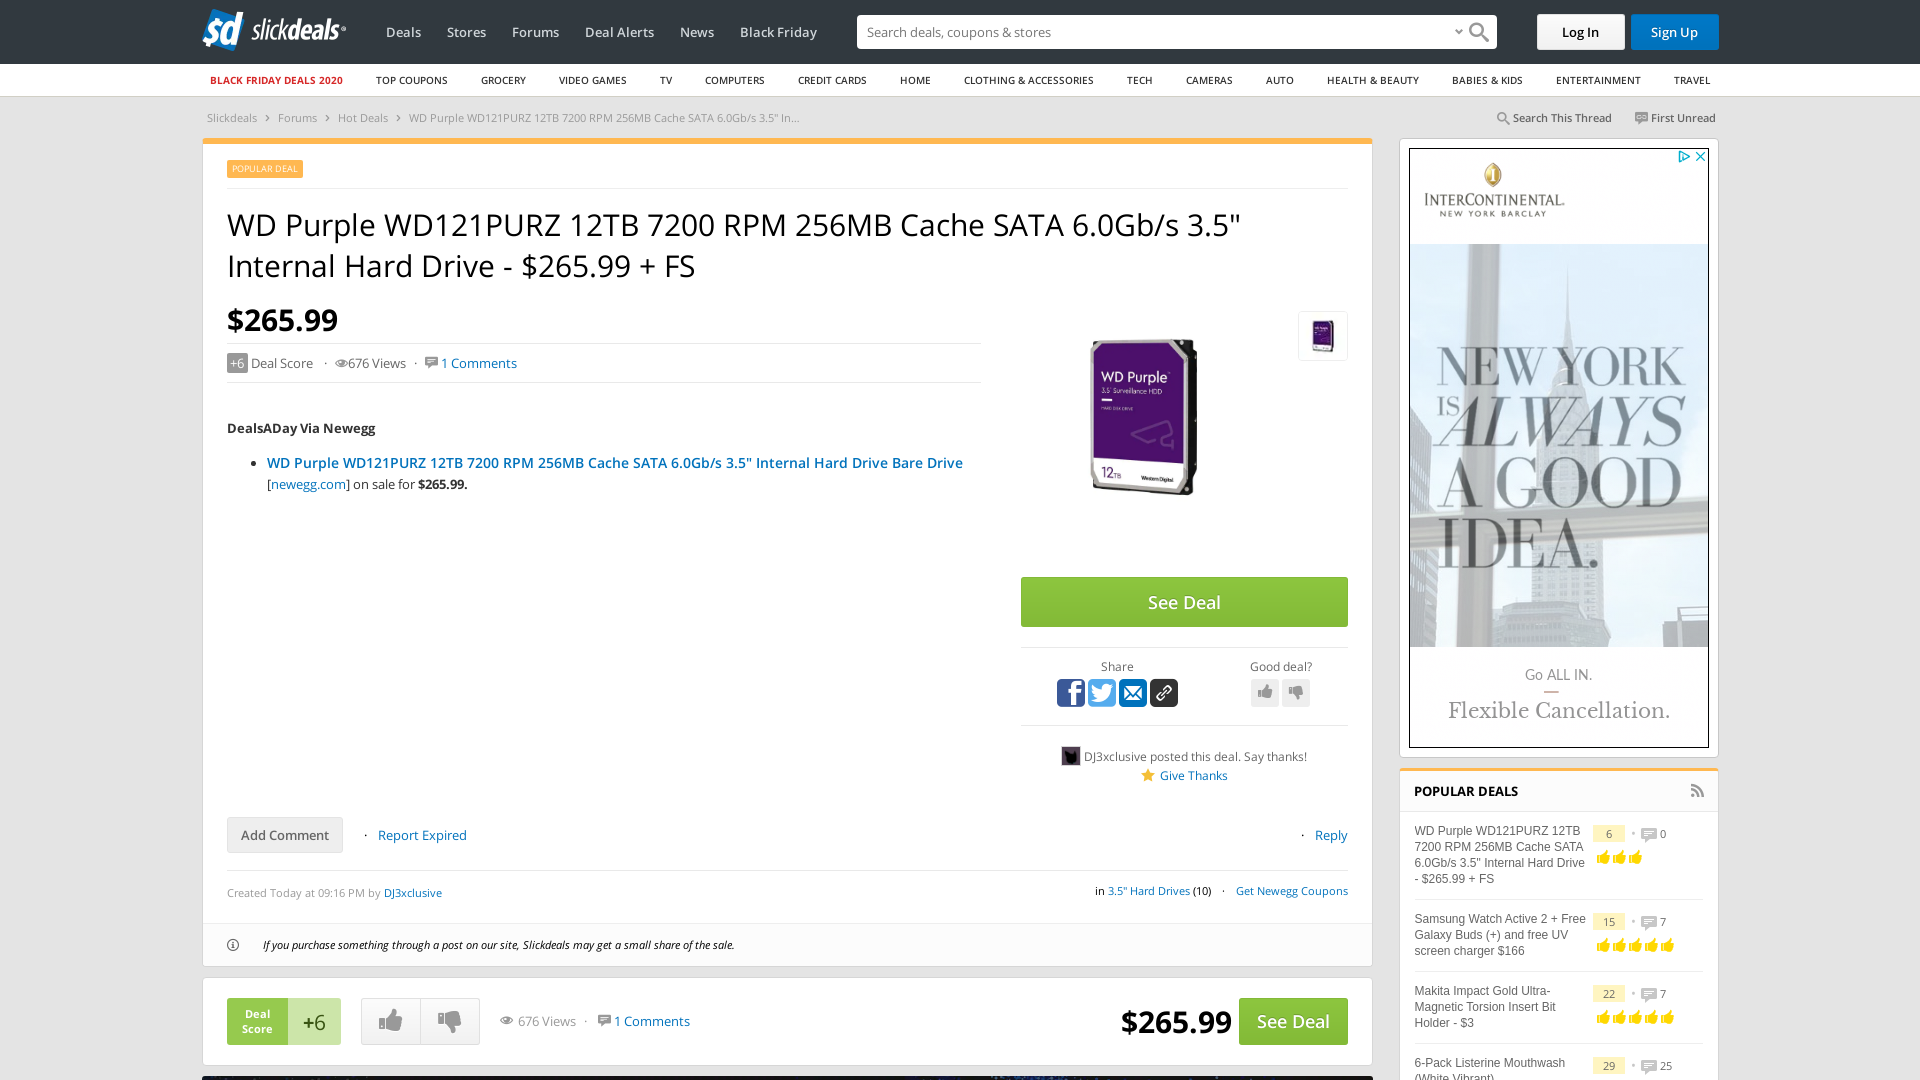 sd slickdeals
Deals Stores Forums Deal Alerts News Black Friday
Search deals, coupons & shopping
Log In Sign Up
BLACK FRIDAY DEALS 2020 TOP COUPONS GROCERY VIDEO GAMES TV COMPUTERS CREDIT CARDS HOME CLOTHING & ACCESSORIES TECH CAMERAS AUTO HEALTH & BEAUTY BABIES & KIDS ENTERTAINMENT TRAVEL
Slickdeals › Forums › Hot Deals › WD Purple WD121PURZ 12TB 7200 RPM 256MB Cache SATA 6.0Gb/s 3.5" In...
Search This Thread First Unread
POPULAR DEAL
WD Purple WD121PURZ 12TB 7200 RPM 256MB Cache SATA 6.0Gb/s 3.5"
Internal Hard Drive - $265.99 + FS
$265.99
+6 Deal Score · 676 Views · 1 Comments
DealsADay Via Newegg
• WD Purple WD121PURZ 12TB 7200 RPM 256MB Cache SATA 6.0Gb/s 3.5" Internal Hard Drive Bare Drive
[newegg.com] on sale for $265.99.
WD Purple
3.5" Surveillance HDD
HARD DISK DRIVE
12TB
Western Digital
See Deal
Share
Good deal?
DJ3xclusive posted this deal. Say thanks!
Give Thanks
Add Comment · Report Expired
· Reply
Created Today at 09:16 PM by DJ3xclusive
in 3.5" Hard Drives (10) · Get Newegg Coupons
If you purchase something through a post on our site, Slickdeals may get a small share of the sale.
Deal
Score
+6
676 Views · 1 Comments
$265.99
See Deal
INTERCONTINENTAL
NEW YORK BARCLAY
NEW YORK
IS ALWAYS
A GOOD
IDEA.
Go ALL IN.
Flexible Cancellation.
POPULAR DEALS
WD Purple WD121PURZ 12TB
7200 RPM 256MB Cache SATA
6.0Gb/s 3.5" Internal Hard Drive
- $265.99 + FS
6 • 0
Samsung Watch Active 2 + Free
Galaxy Buds (+) and free UV
screen charger $166
15 • 7
Makita Impact Gold Ultra-
Magnetic Torsion Insert Bit
Holder - $3
22 • 7
6-Pack Listerine Mouthwash
(White Vibrant)
29 • 25